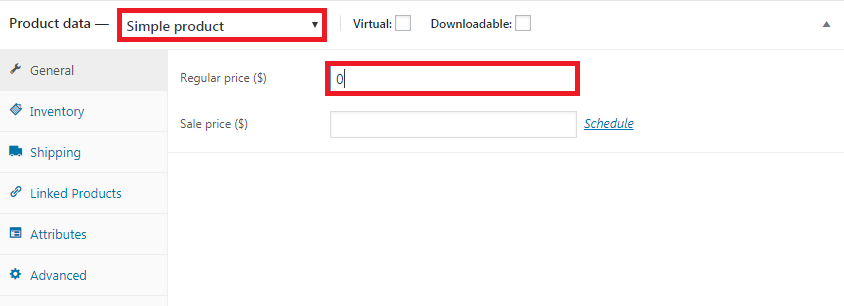 Product data — Simple product Virtual: Downloadable:
General
Regular price ($) 0
Inventory
Sale price ($) Schedule
Shipping
Linked Products
Attributes
Advanced